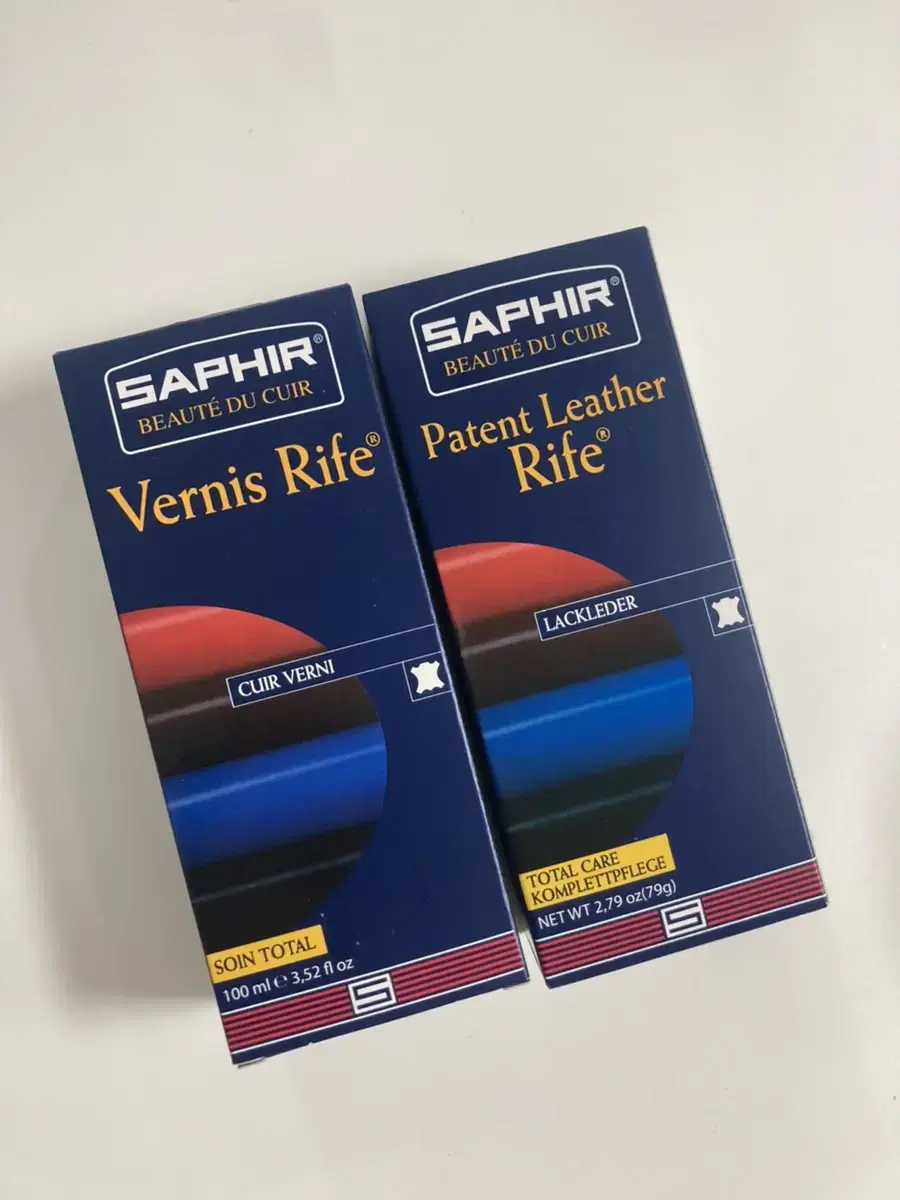 SAPHIR®
BEAUTÉ DU CUIR
Vernis Rife®
CUIR VERNI
SOIN TOTAL
100 ml ℮ 3,52 fl oz
SAPHIR®
BEAUTÉ DU CUIR
Patent Leather
Rife®
LACKLEDER
TOTAL CARE
KOMPLETTPFLEGE
NET WT 2,79 oz(79g)